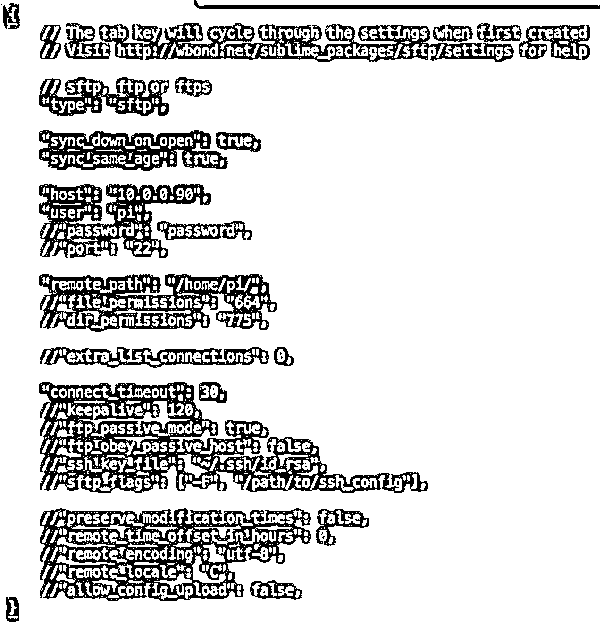 {
// The tab key will cycle through the settings when first created
// Visit http://wbond.net/sublime_packages/sftp/settings for help
// sftp, ftp or ftps
"type": "sftp",
"sync_down_on_open": true,
"sync_same_age": true,
"host": "10.0.0.90",
"user": "pi",
//"password": "password",
//"port": "22",
"remote_path": "/home/pi/",
//"file_permissions": "664",
//"dir_permissions": "775",
//"extra_list_connections": 0,
"connect_timeout": 30,
//"keepalive": 120,
//"ftp_passive_mode": true,
//"ftp_obey_passive_host": false,
//"ssh_key_file": "~/.ssh/id_rsa",
//"sftp_flags": ["-F", "/path/to/ssh_config"],
//"preserve_modification_times": false,
//"remote_time_offset_in_hours": 0,
//"remote_encoding": "utf-8",
//"remote_locale": "C",
//"allow_config_upload": false,
}